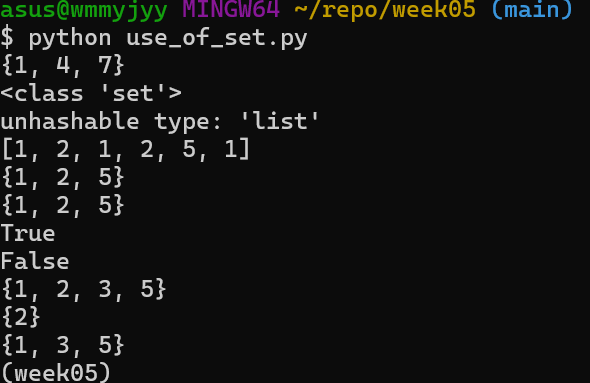 asus@wmmyjyy MINGW64 ~/repo/week05 (main)
$ python use_of_set.py
{1, 4, 7}
<class 'set'>
unhashable type: 'list'
[1, 2, 1, 2, 5, 1]
{1, 2, 5}
{1, 2, 5}
True
False
{1, 2, 3, 5}
{2}
{1, 3, 5}
(week05)